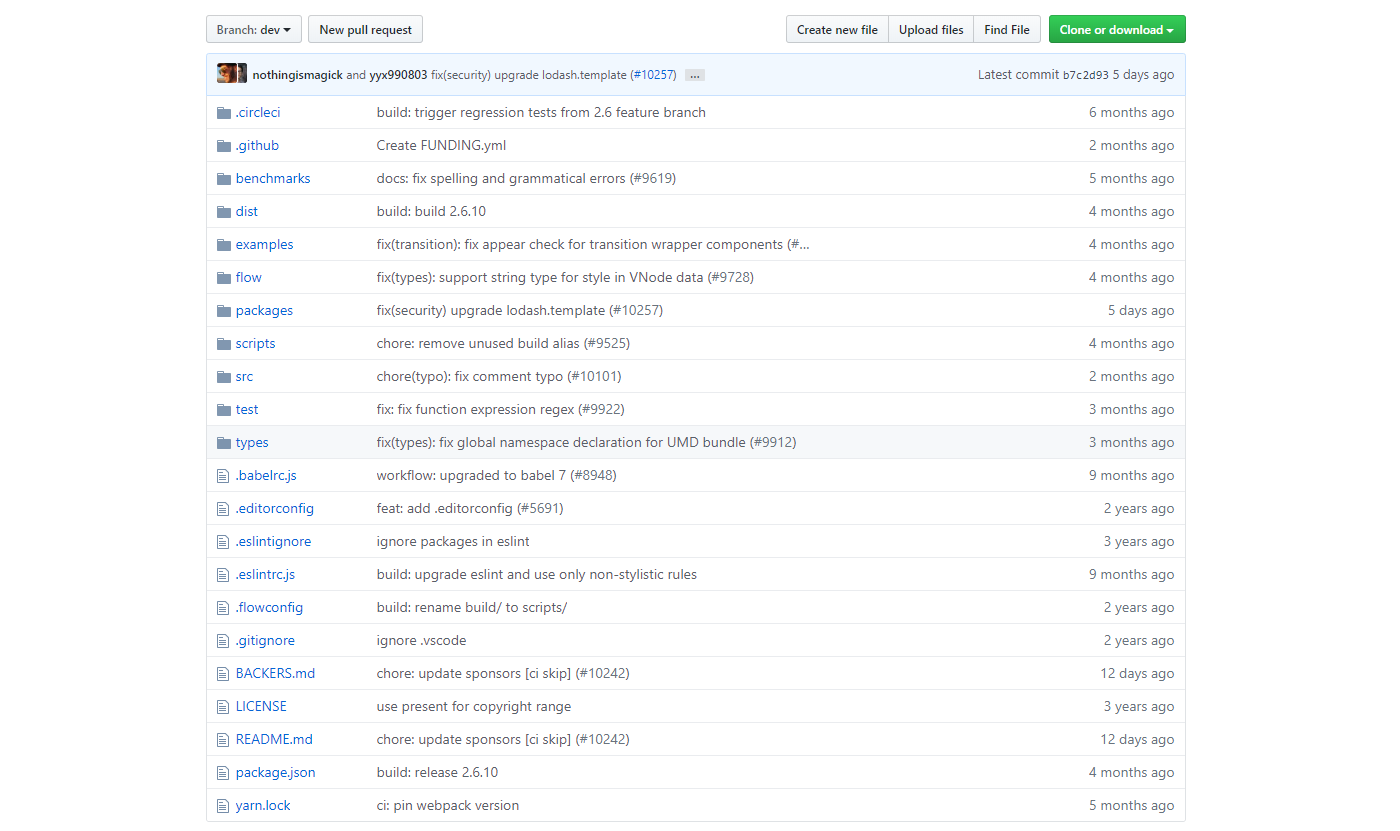 Branch: dev New pull request Create new file Upload files Find File Clone or download
nothingismagick and yyx990803 fix(security) upgrade lodash.template (#10257) ... Latest commit b7c2d93 5 days ago
.circleci build: trigger regression tests from 2.6 feature branch 6 months ago
.github Create FUNDING.yml 2 months ago
benchmarks docs: fix spelling and grammatical errors (#9619) 5 months ago
dist build: build 2.6.10 4 months ago
examples fix(transition): fix appear check for transition wrapper components (#... 4 months ago
flow fix(types): support string type for style in VNode data (#9728) 4 months ago
packages fix(security) upgrade lodash.template (#10257) 5 days ago
scripts chore: remove unused build alias (#9525) 4 months ago
src chore(typo): fix comment typo (#10101) 2 months ago
test fix: fix function expression regex (#9922) 3 months ago
types fix(types): fix global namespace declaration for UMD bundle (#9912) 3 months ago
.babelrc.js workflow: upgraded to babel 7 (#8948) 9 months ago
.editorconfig feat: add .editorconfig (#5691) 2 years ago
.eslintignore ignore packages in eslint 3 years ago
.eslintrc.js build: upgrade eslint and use only non-stylistic rules 9 months ago
.flowconfig build: rename build/ to scripts/ 2 years ago
.gitignore ignore .vscode 2 years ago
BACKERS.md chore: update sponsors [ci skip] (#10242) 12 days ago
LICENSE use present for copyright range 3 years ago
README.md chore: update sponsors [ci skip] (#10242) 12 days ago
package.json build: release 2.6.10 4 months ago
yarn.lock ci: pin webpack version 5 months ago